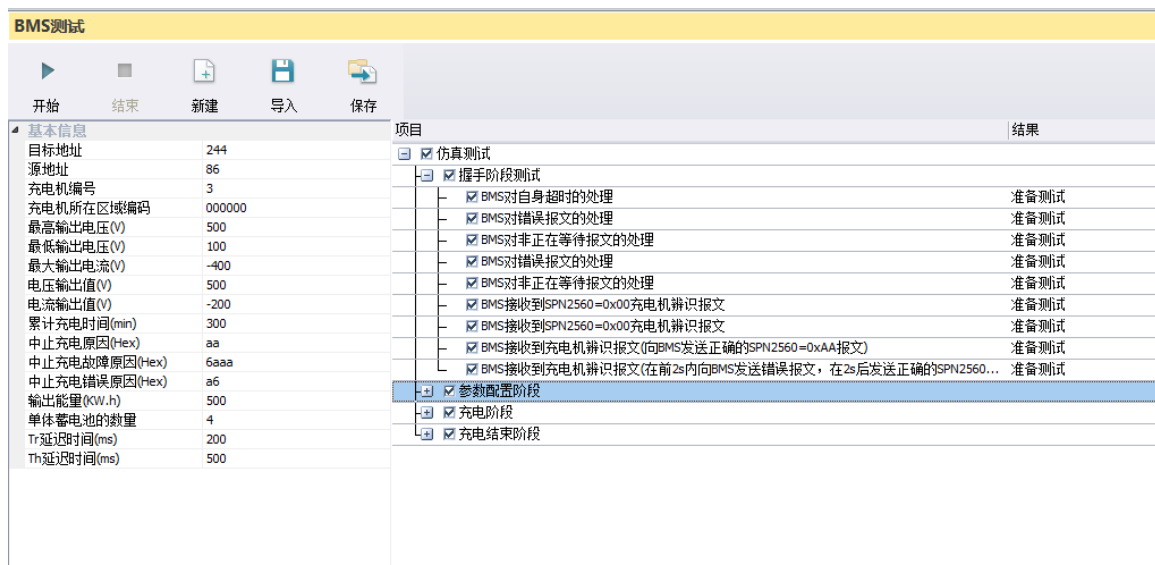 BMS测试
开始 结束 新建 导入 保存
基本信息
目标地址 244
源地址 86
充电机编号 3
充电机所在区域编码 000000
最高输出电压(V) 500
最低输出电压(V) 100
最大输出电流(V) -400
电压输出值(V) 500
电流输出值(V) -200
累计充电时间(min) 300
中止充电原因(Hex) aa
中止充电故障原因(Hex) 6aaa
中止充电错误原因(Hex) a6
输出能量(KW.h) 500
单体蓄电池的数量 4
Tr延迟时间(ms) 200
Th延迟时间(ms) 500
项目 结果
仿真测试
握手阶段测试
BMS对自身超时的处理 准备测试
BMS对错误报文的处理 准备测试
BMS对非正在等待报文的处理 准备测试
BMS对错误报文的处理 准备测试
BMS对非正在等待报文的处理 准备测试
BMS接收到SPN2560=0x00充电机辨识报文 准备测试
BMS接收到SPN2560=0x00充电机辨识报文 准备测试
BMS接收到充电机辨识报文(向BMS发送正确的SPN2560=0xAA报文) 准备测试
BMS接收到充电机辨识报文(在前2s内向BMS发送错误报文，在2s后发送正确的SPN2560... 准备测试
参数配置阶段
充电阶段
充电结束阶段